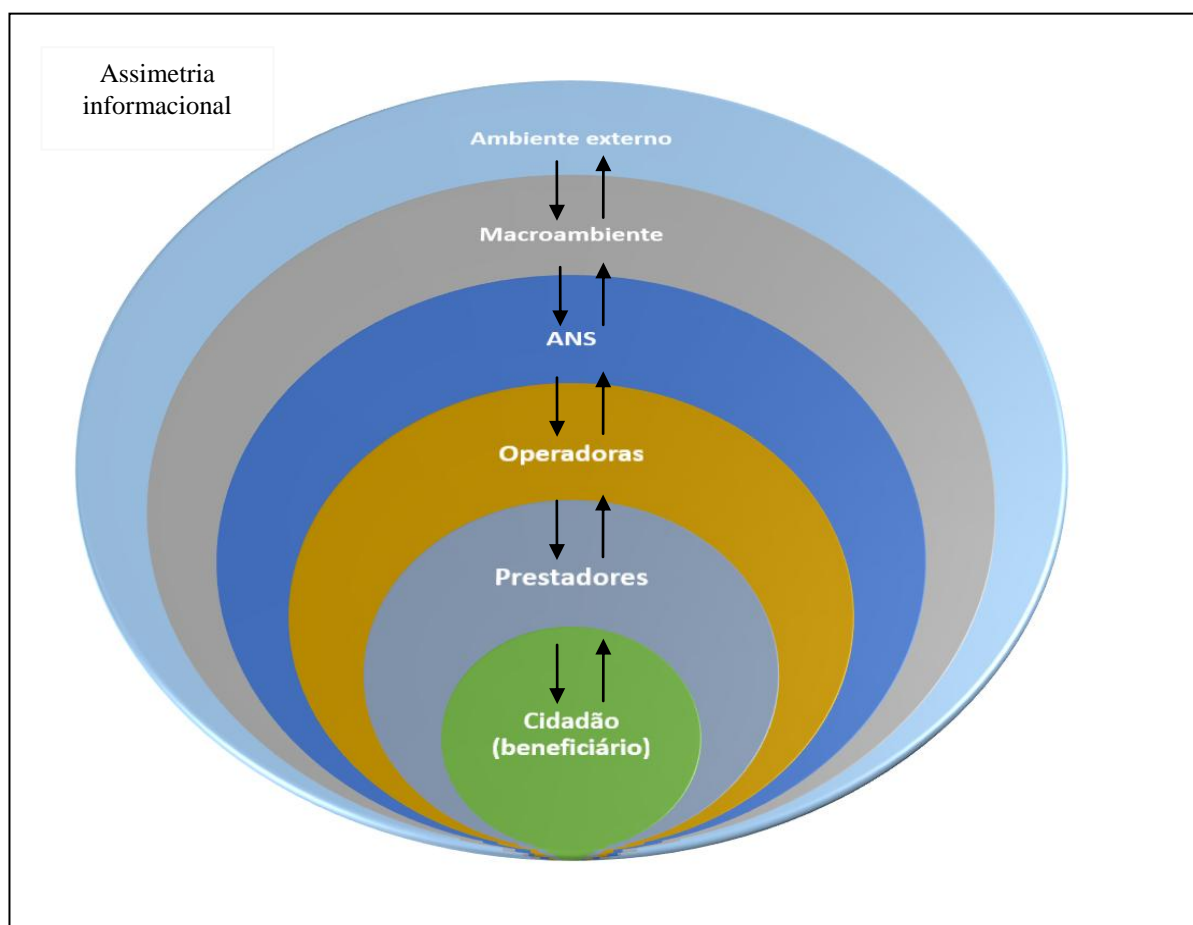 Assimetria
informacional
Ambiente externo
Macroambiente
ANS
Operadoras
Prestadores
Cidadão
(beneficiário)